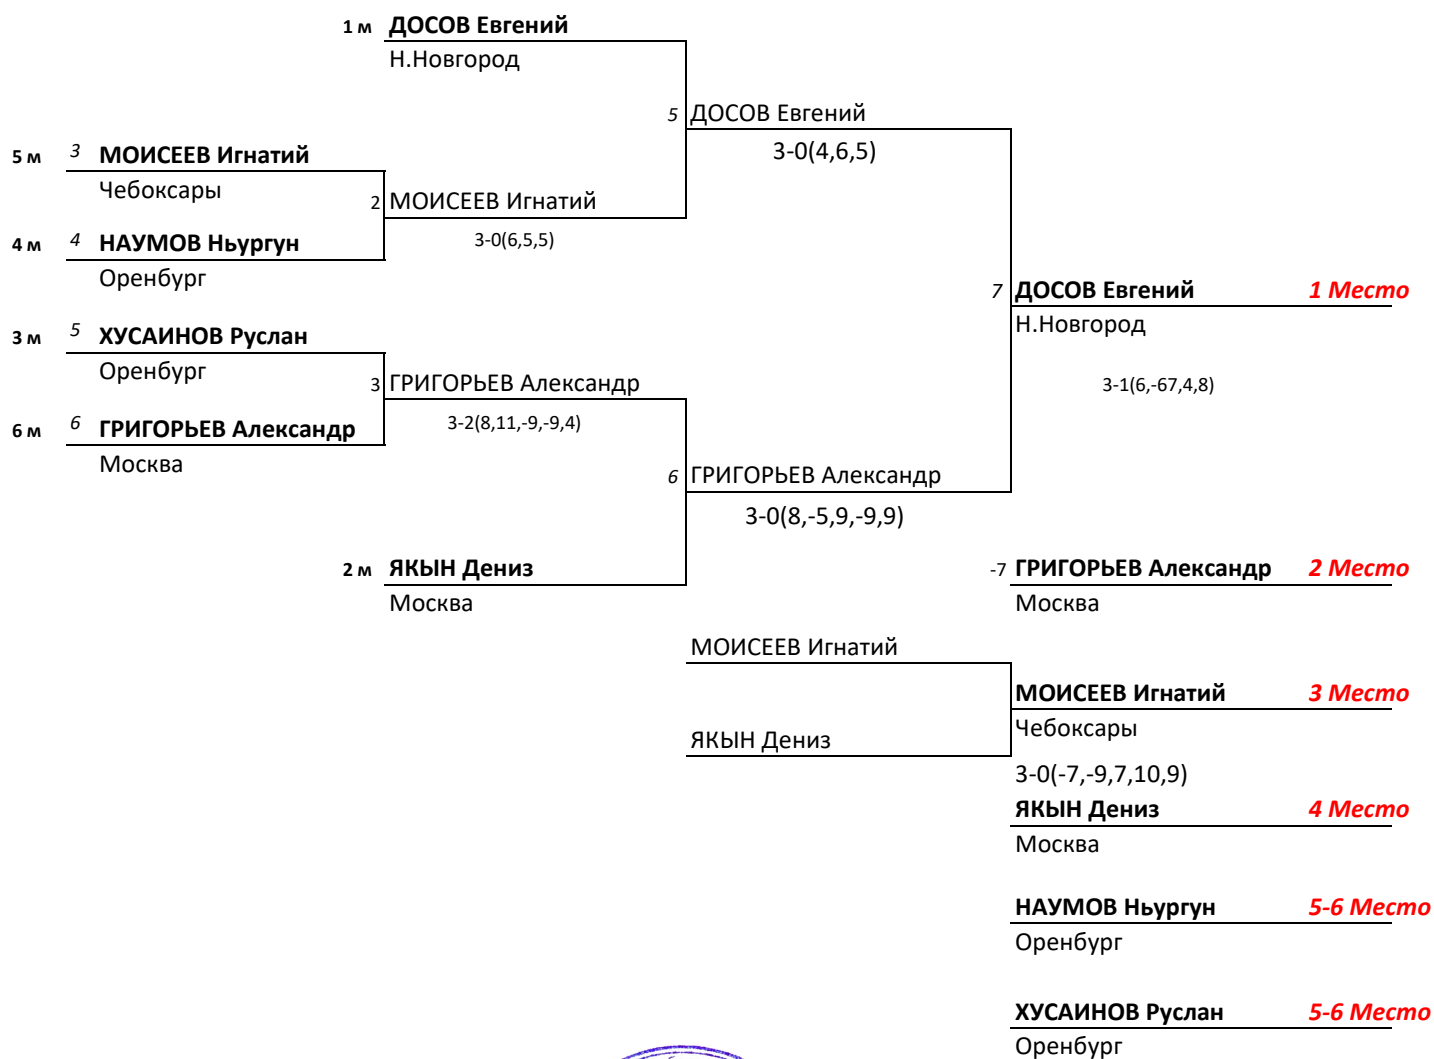 1 м ДОСОВ Евгений
Н.Новгород
5 ДОСОВ Евгений
3-0(4,6,5)
5 м 3 МОИСЕЕВ Игнатий
Чебоксары
2 МОИСЕЕВ Игнатий
3-0(6,5,5)
4 м 4 НАУМОВ Ньургун
Оренбург
7 ДОСОВ Евгений 1 Место
Н.Новгород
3-1(6,-67,4,8)
3 м 5 ХУСАИНОВ Руслан
Оренбург
3 ГРИГОРЬЕВ Александр
3-2(8,11,-9,-9,4)
6 м 6 ГРИГОРЬЕВ Александр
Москва
6 ГРИГОРЬЕВ Александр
3-0(8,-5,9,-9,9)
2 м ЯКЫН Дениз
Москва
-7 ГРИГОРЬЕВ Александр 2 Место
Москва
МОИСЕЕВ Игнатий
МОИСЕЕВ Игнатий 3 Место
Чебоксары
ЯКЫН Дениз
3-0(-7,-9,7,10,9)
ЯКЫН Дениз 4 Место
Москва
НАУМОВ Ньургун 5-6 Место
Оренбург
ХУСАИНОВ Руслан 5-6 Место
Оренбург